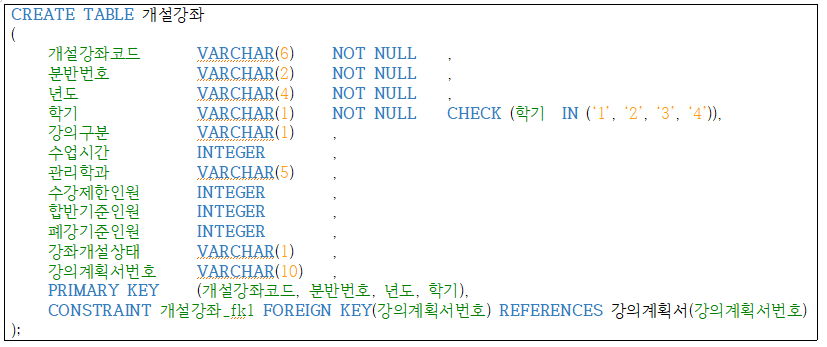 CREATE TABLE 개설강좌
(
개설강좌코드 VARCHAR(6) NOT NULL ,
분반번호 VARCHAR(2) NOT NULL ,
년도 VARCHAR(4) NOT NULL ,
학기 VARCHAR(1) NOT NULL CHECK (학기 IN (‘1’, ‘2’, ‘3’, ‘4’)),
강의구분 VARCHAR(1) ,
수업시간 INTEGER ,
관리학과 VARCHAR(5) ,
수강제한인원 INTEGER ,
합반기준인원 INTEGER ,
폐강기준인원 INTEGER ,
강좌개설상태 VARCHAR(1) ,
강의계획서번호 VARCHAR(10) ,
PRIMARY KEY (개설강좌코드, 분반번호, 년도, 학기),
CONSTRAINT 개설강좌_fk1 FOREIGN KEY(강의계획서번호) REFERENCES 강의계획서(강의계획서번호)
);